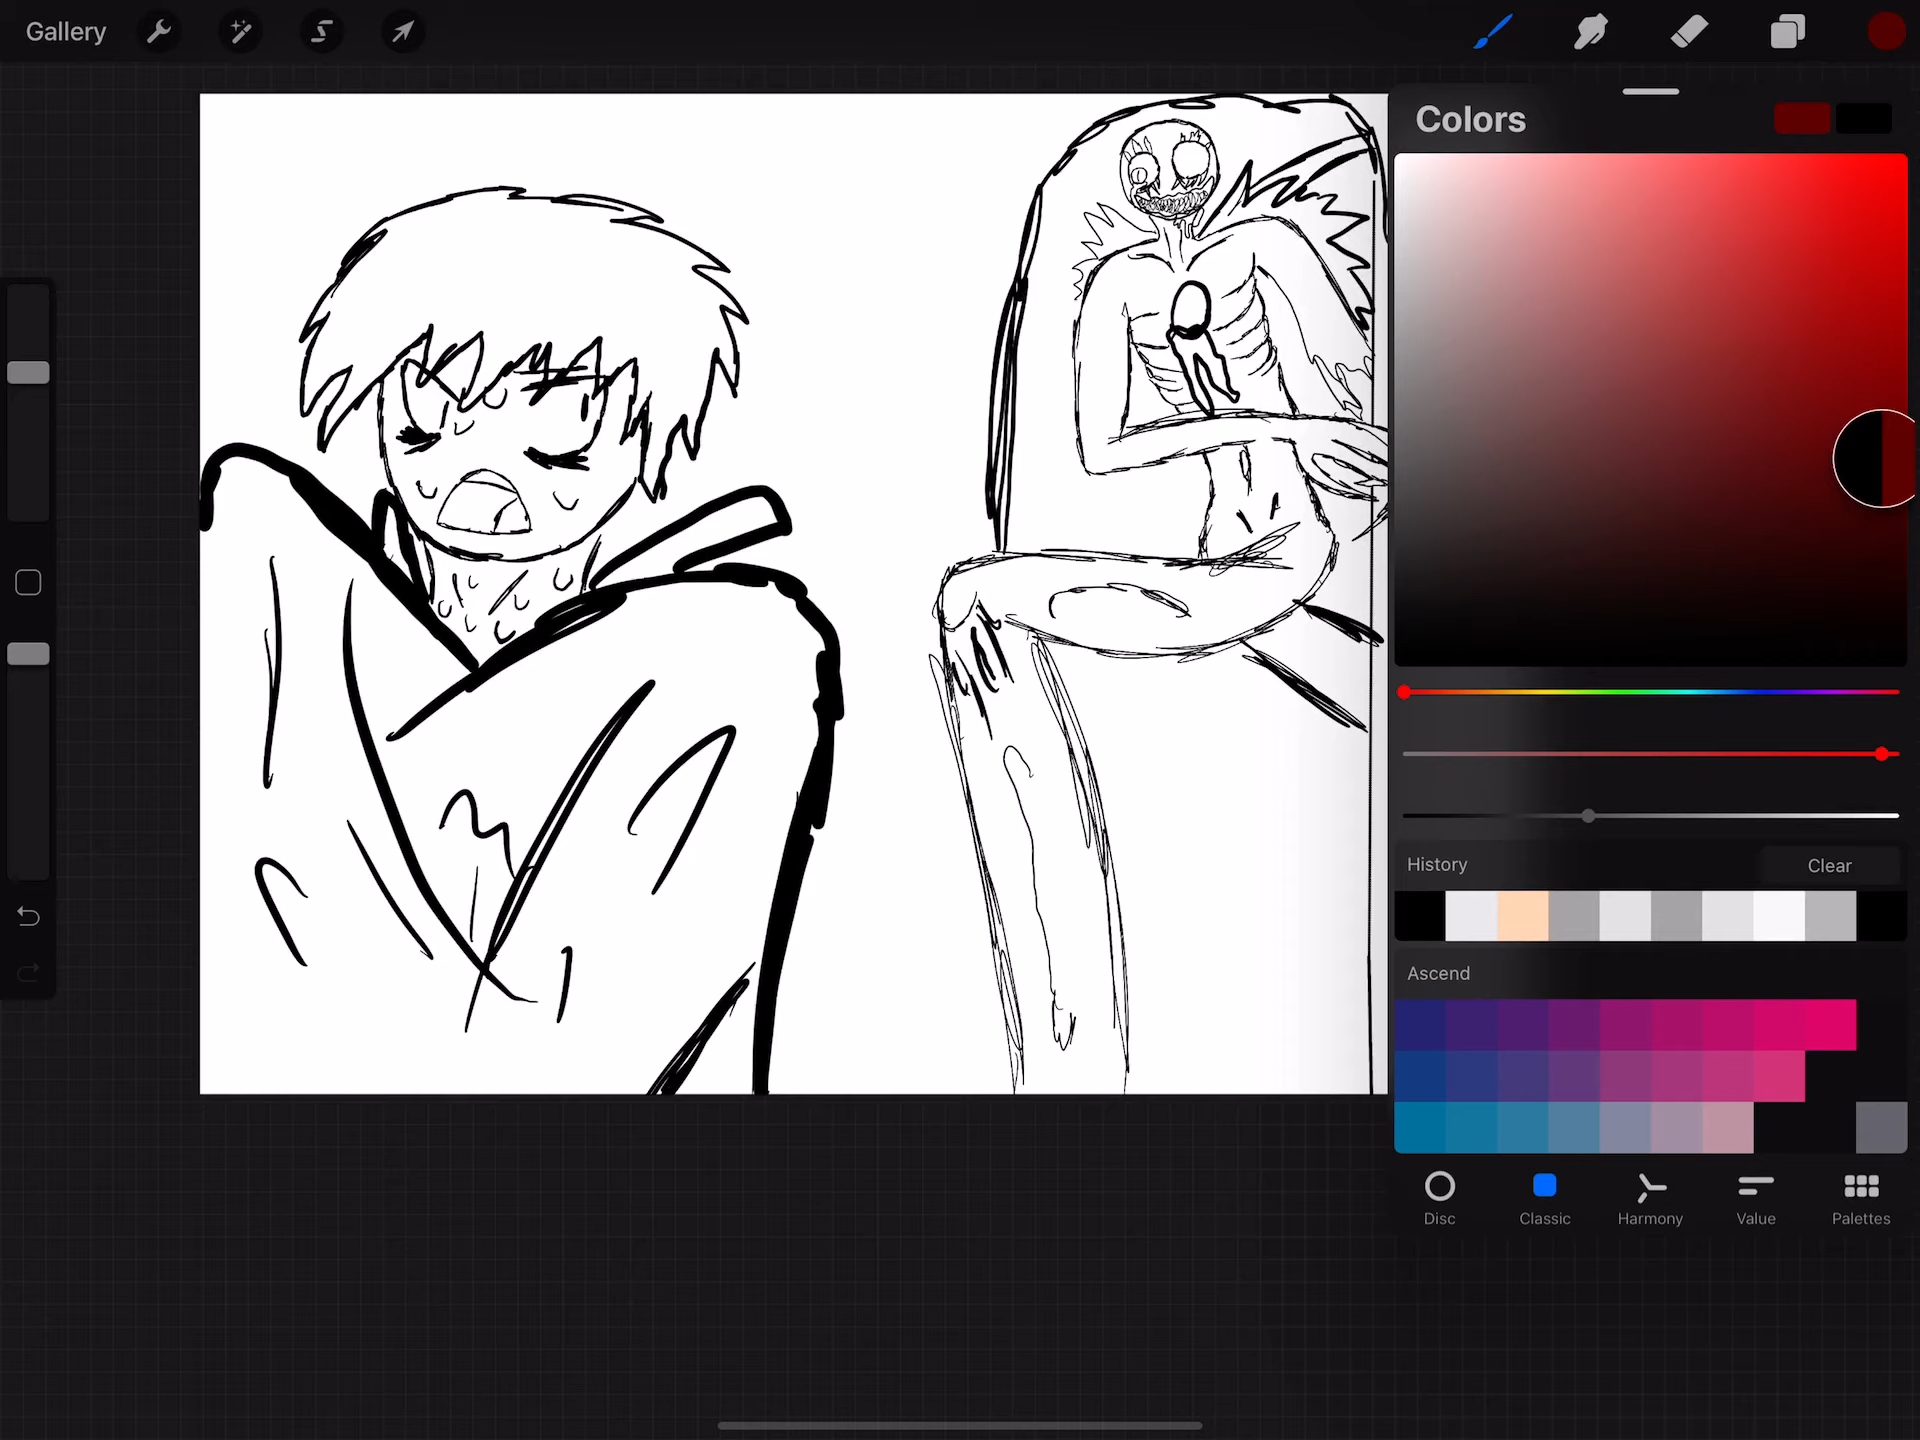 Gallery
Colors
History
Clear
Ascend
Disc
Classic
Harmony
Value
Palettes